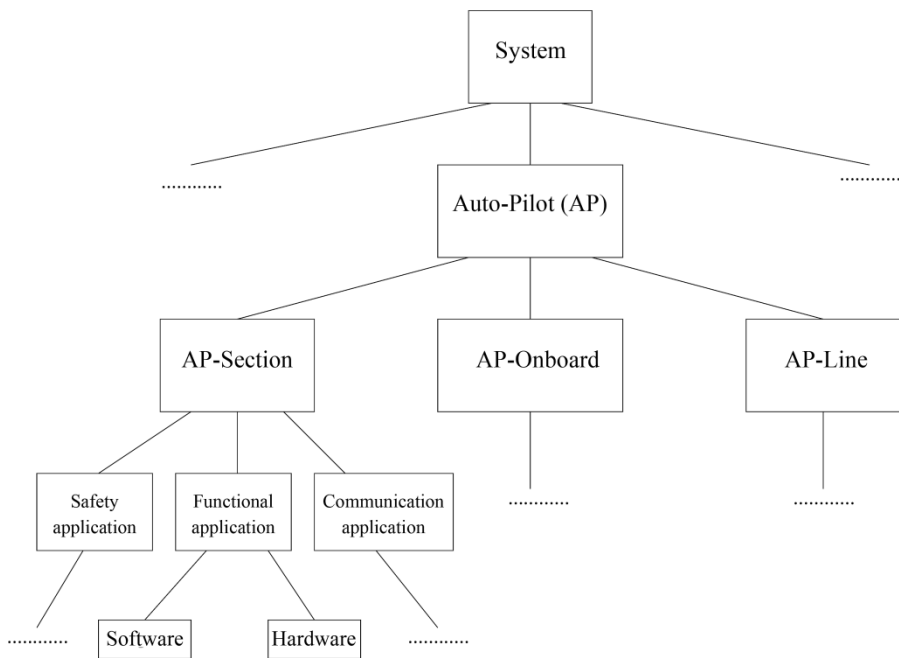 System
............
............
Auto-Pilot (AP)
AP-Section
AP-Onboard
AP-Line
Safety
application
Functional
application
Communication
application
............
............
............
Software
Hardware
............